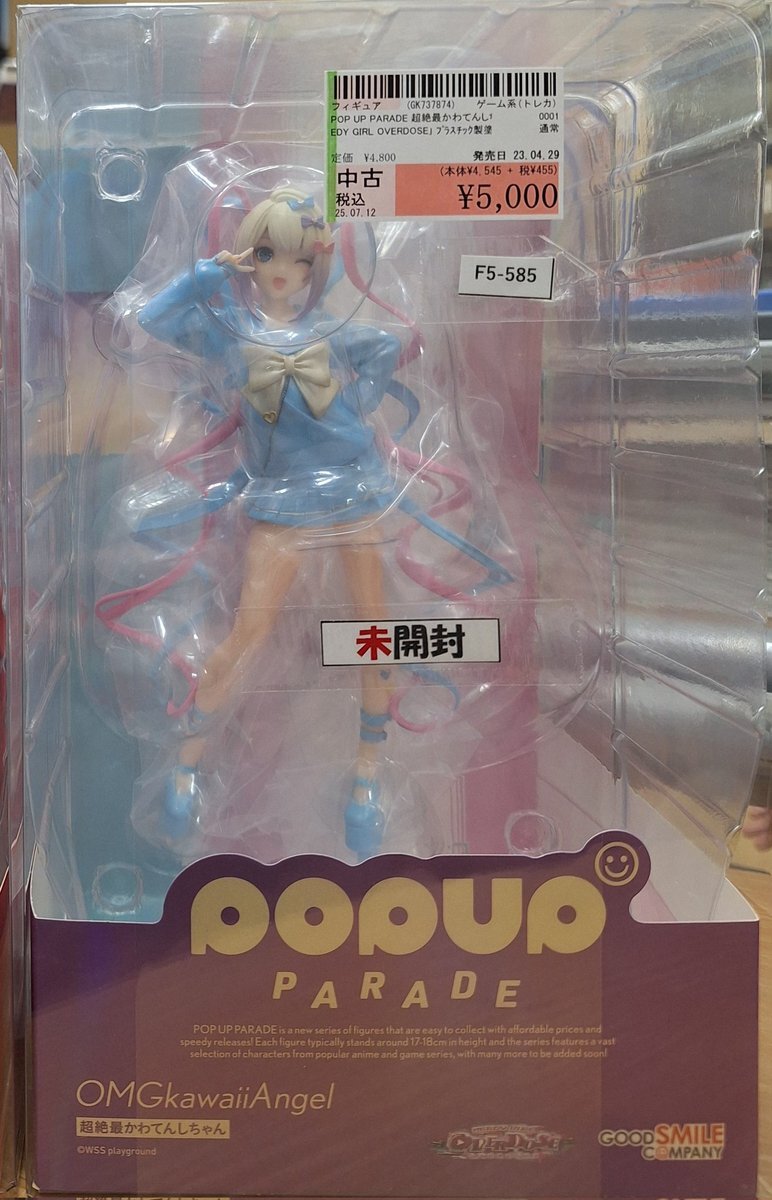 フィギュア (GK737874) ゲーム系(トレカ)
POP UP PARADE 超絶最かわてんし 0001
EDY GIRL OVERDOSE」 プラスチック製塗 通常
定価 ¥4,800 発売日 23.04.29
中古 (本体¥4,545 + 税¥455)
税込 ¥5,000
25.07.12
F5-585
未開封
POPUP
PARADE
POP UP PARADE is a new series of figures that are easy to collect with affordable prices and
speedy releases! Each figure typically stands around 17-18cm in height and the series features a vast
selection of characters from popular anime and game series, with many more to be added soon!
OMGkawaiiAngel
超絶最かわてんしちゃん
©WSS playground
OVERDOSE
GOOD SMILE
COMPANY